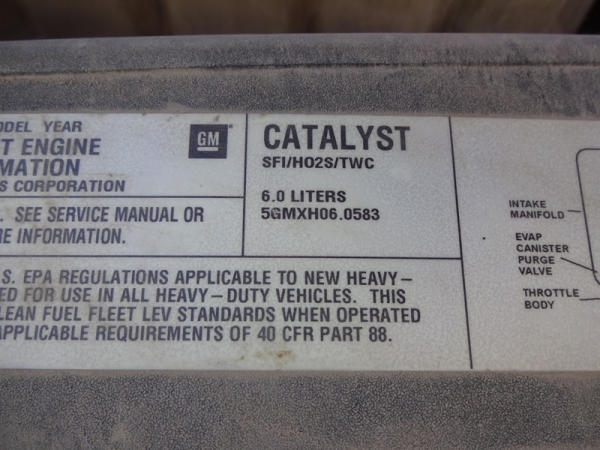 ODEL YEAR
T ENGINE
MATION
S CORPORATION
. SEE SERVICE MANUAL OR
RE INFORMATION.
GM
CATALYST
SFI/HO2S/TWC
6.0 LITERS
5GMXH06.0583
S. EPA REGULATIONS APPLICABLE TO NEW HEAVY–
ED FOR USE IN ALL HEAVY–DUTY VEHICLES. THIS
LEAN FUEL FLEET LEV STANDARDS WHEN OPERATED
APPLICABLE REQUIREMENTS OF 40 CFR PART 88.
INTAKE
MANIFOLD
EVAP
CANISTER
PURGE
VALVE
THROTTLE
BODY